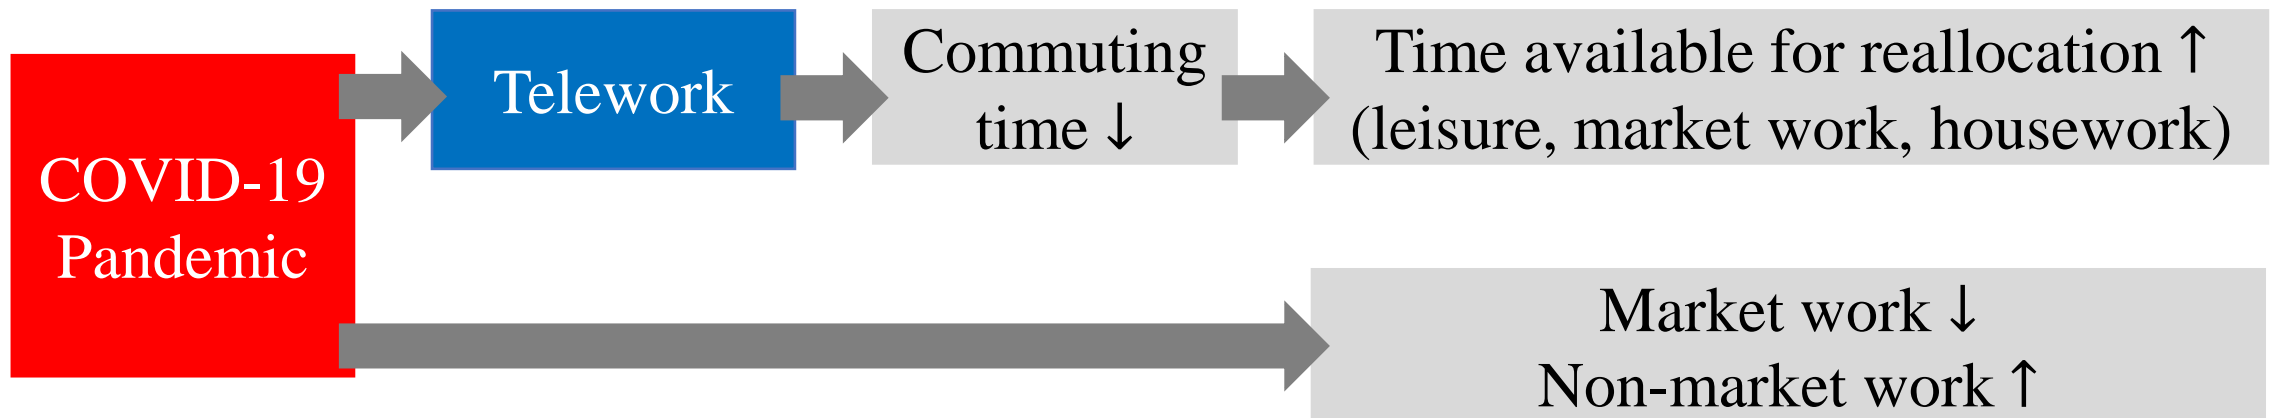 COVID-19
Pandemic
Telework
Commuting
time ↓
Time available for reallocation ↑
(leisure, market work, housework)
Market work ↓
Non-market work ↑